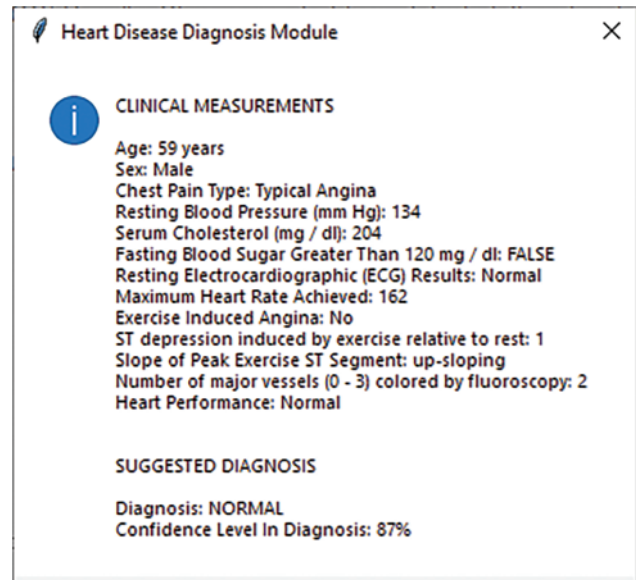 Heart Disease Diagnosis Module
CLINICAL MEASUREMENTS
Age: 59 years
Sex: Male
Chest Pain Type: Typical Angina
Resting Blood Pressure (mm Hg): 134
Serum Cholesterol (mg / dl): 204
Fasting Blood Sugar Greater Than 120 mg / dl: FALSE
Resting Electrocardiographic (ECG) Results: Normal
Maximum Heart Rate Achieved: 162
Exercise Induced Angina: No
ST depression induced by exercise relative to rest: 1
Slope of Peak Exercise ST Segment: up-sloping
Number of major vessels (0 - 3) colored by fluoroscopy: 2
Heart Performance: Normal
SUGGESTED DIAGNOSIS
Diagnosis: NORMAL
Confidence Level In Diagnosis: 87%